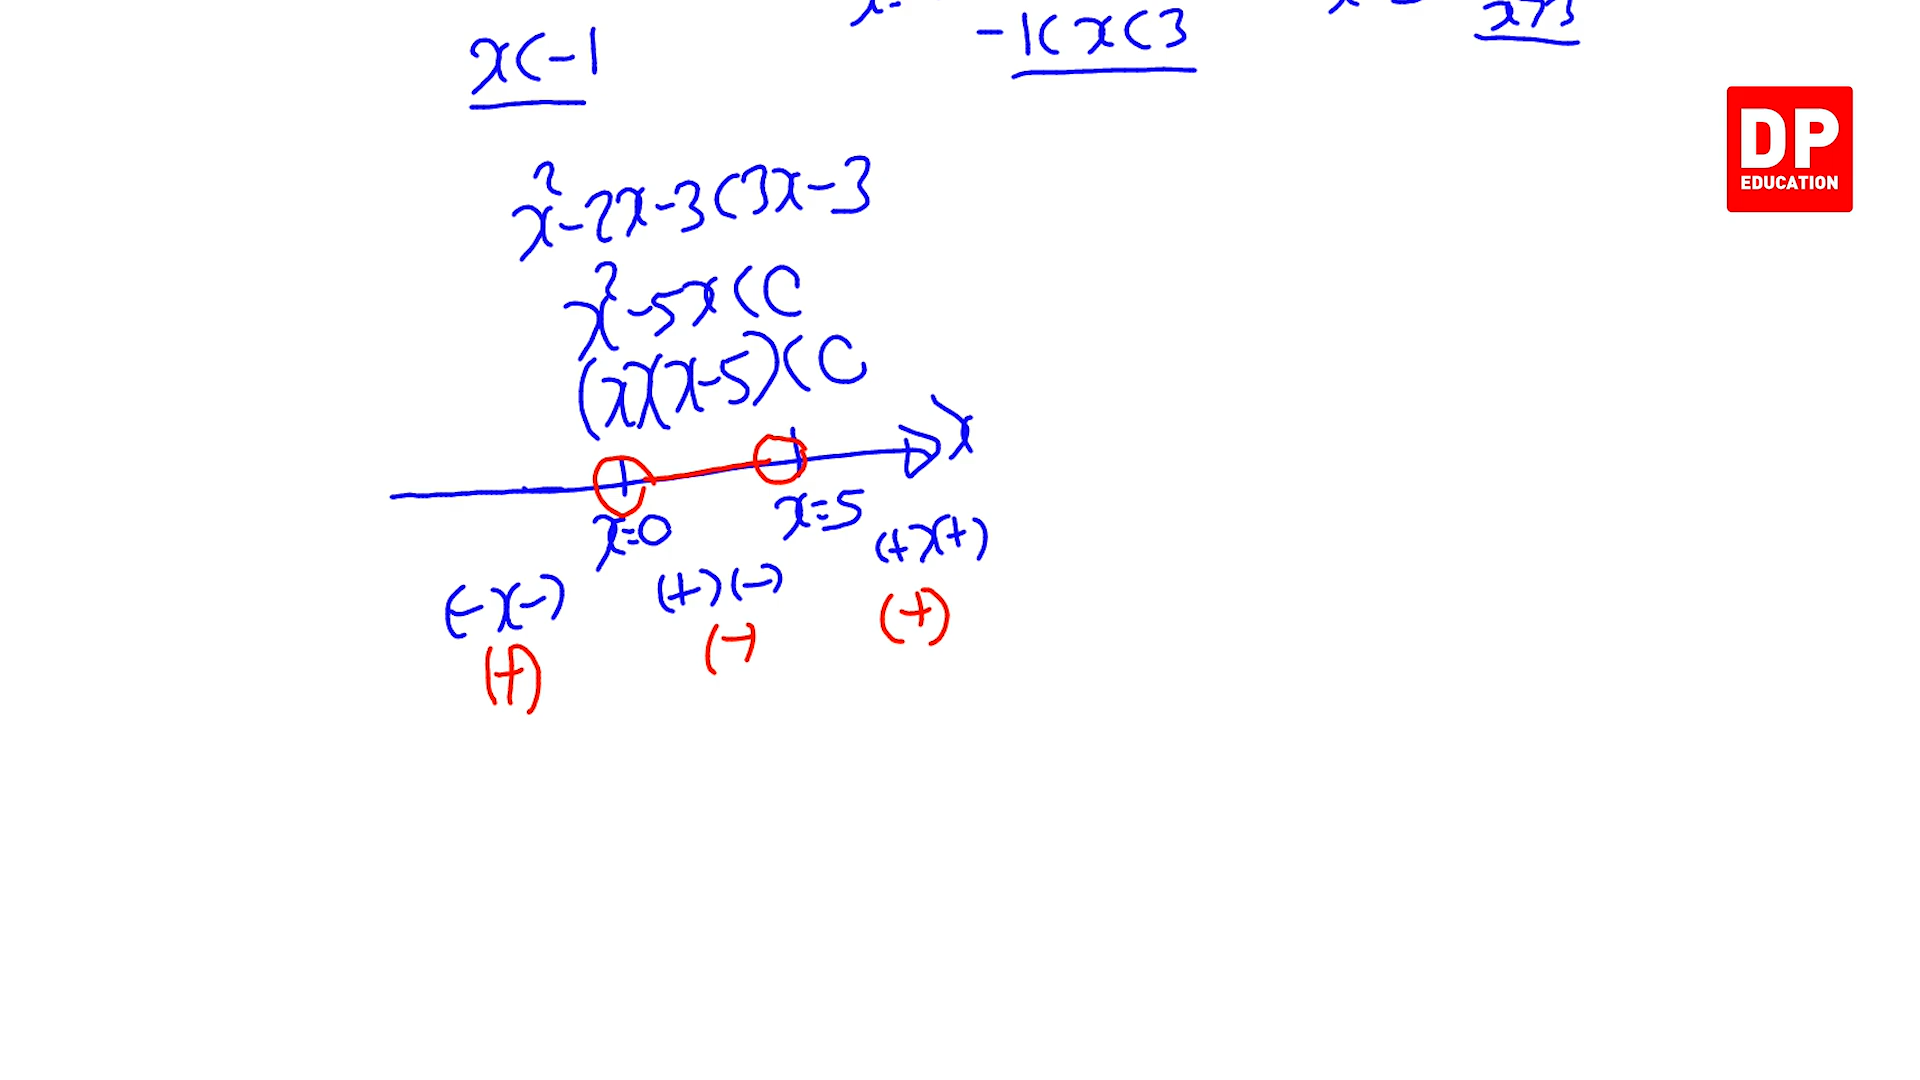 x>3
-1<x<3
x<-1
DP
EDUCATION
x²-2x-3<3x-3
x²-5x<0
(x)(x-5)<0
x
x=0
x=5
(+)(+)
(-)(-)
(+)(-)
(+)
(+)
(-)